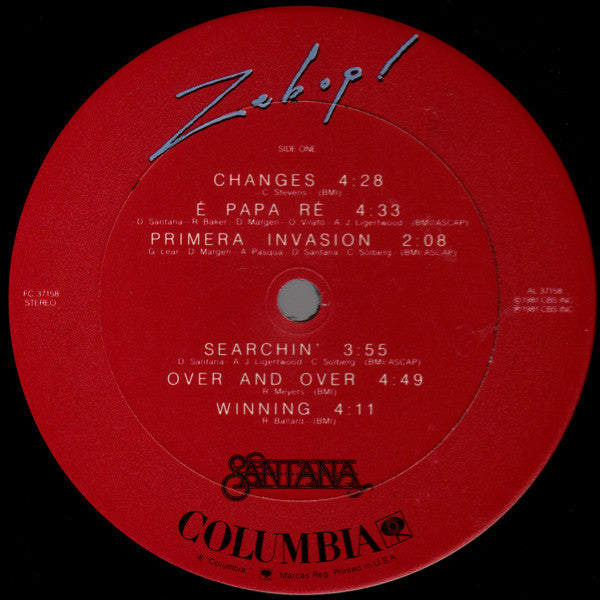 Zebop!
SIDE ONE
CHANGES 4:28
C. Stevens - (BMI)
É PAPA RÉ 4:33
D. Santana - R. Baker - D. Margen - O. Vilato - A. J. Ligertwood (BMI/ASCAP)
PRIMERA INVASION 2:08
G. Lear - D. Margen - A. Pasqua - D. Santana - C. Solberg (BMI/ASCAP)
FC 37158
STEREO
AL 37158
©1981 CBS INC.
℗1981 CBS INC.
SEARCHIN' 3:55
D. Santana - A. J. Ligertwood - C. Solberg (BMI/ASCAP)
OVER AND OVER 4:49
R. Meyers - (BMI)
WINNING 4:11
R. Ballard - (BMI)
SANTANA
COLUMBIA
® "Columbia," Marcas Reg. Printed in U.S.A.